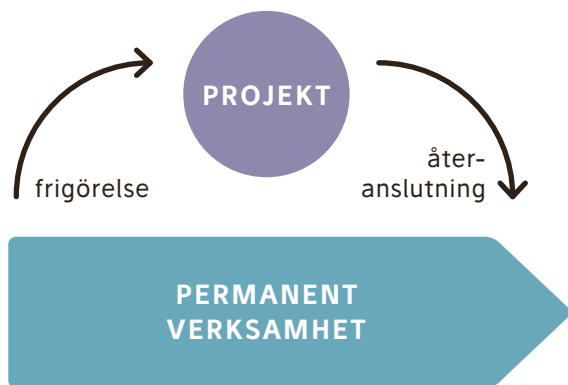 PROJEKT
frigörelse
åter-
anslutning
PERMANENT
VERKSAMHET